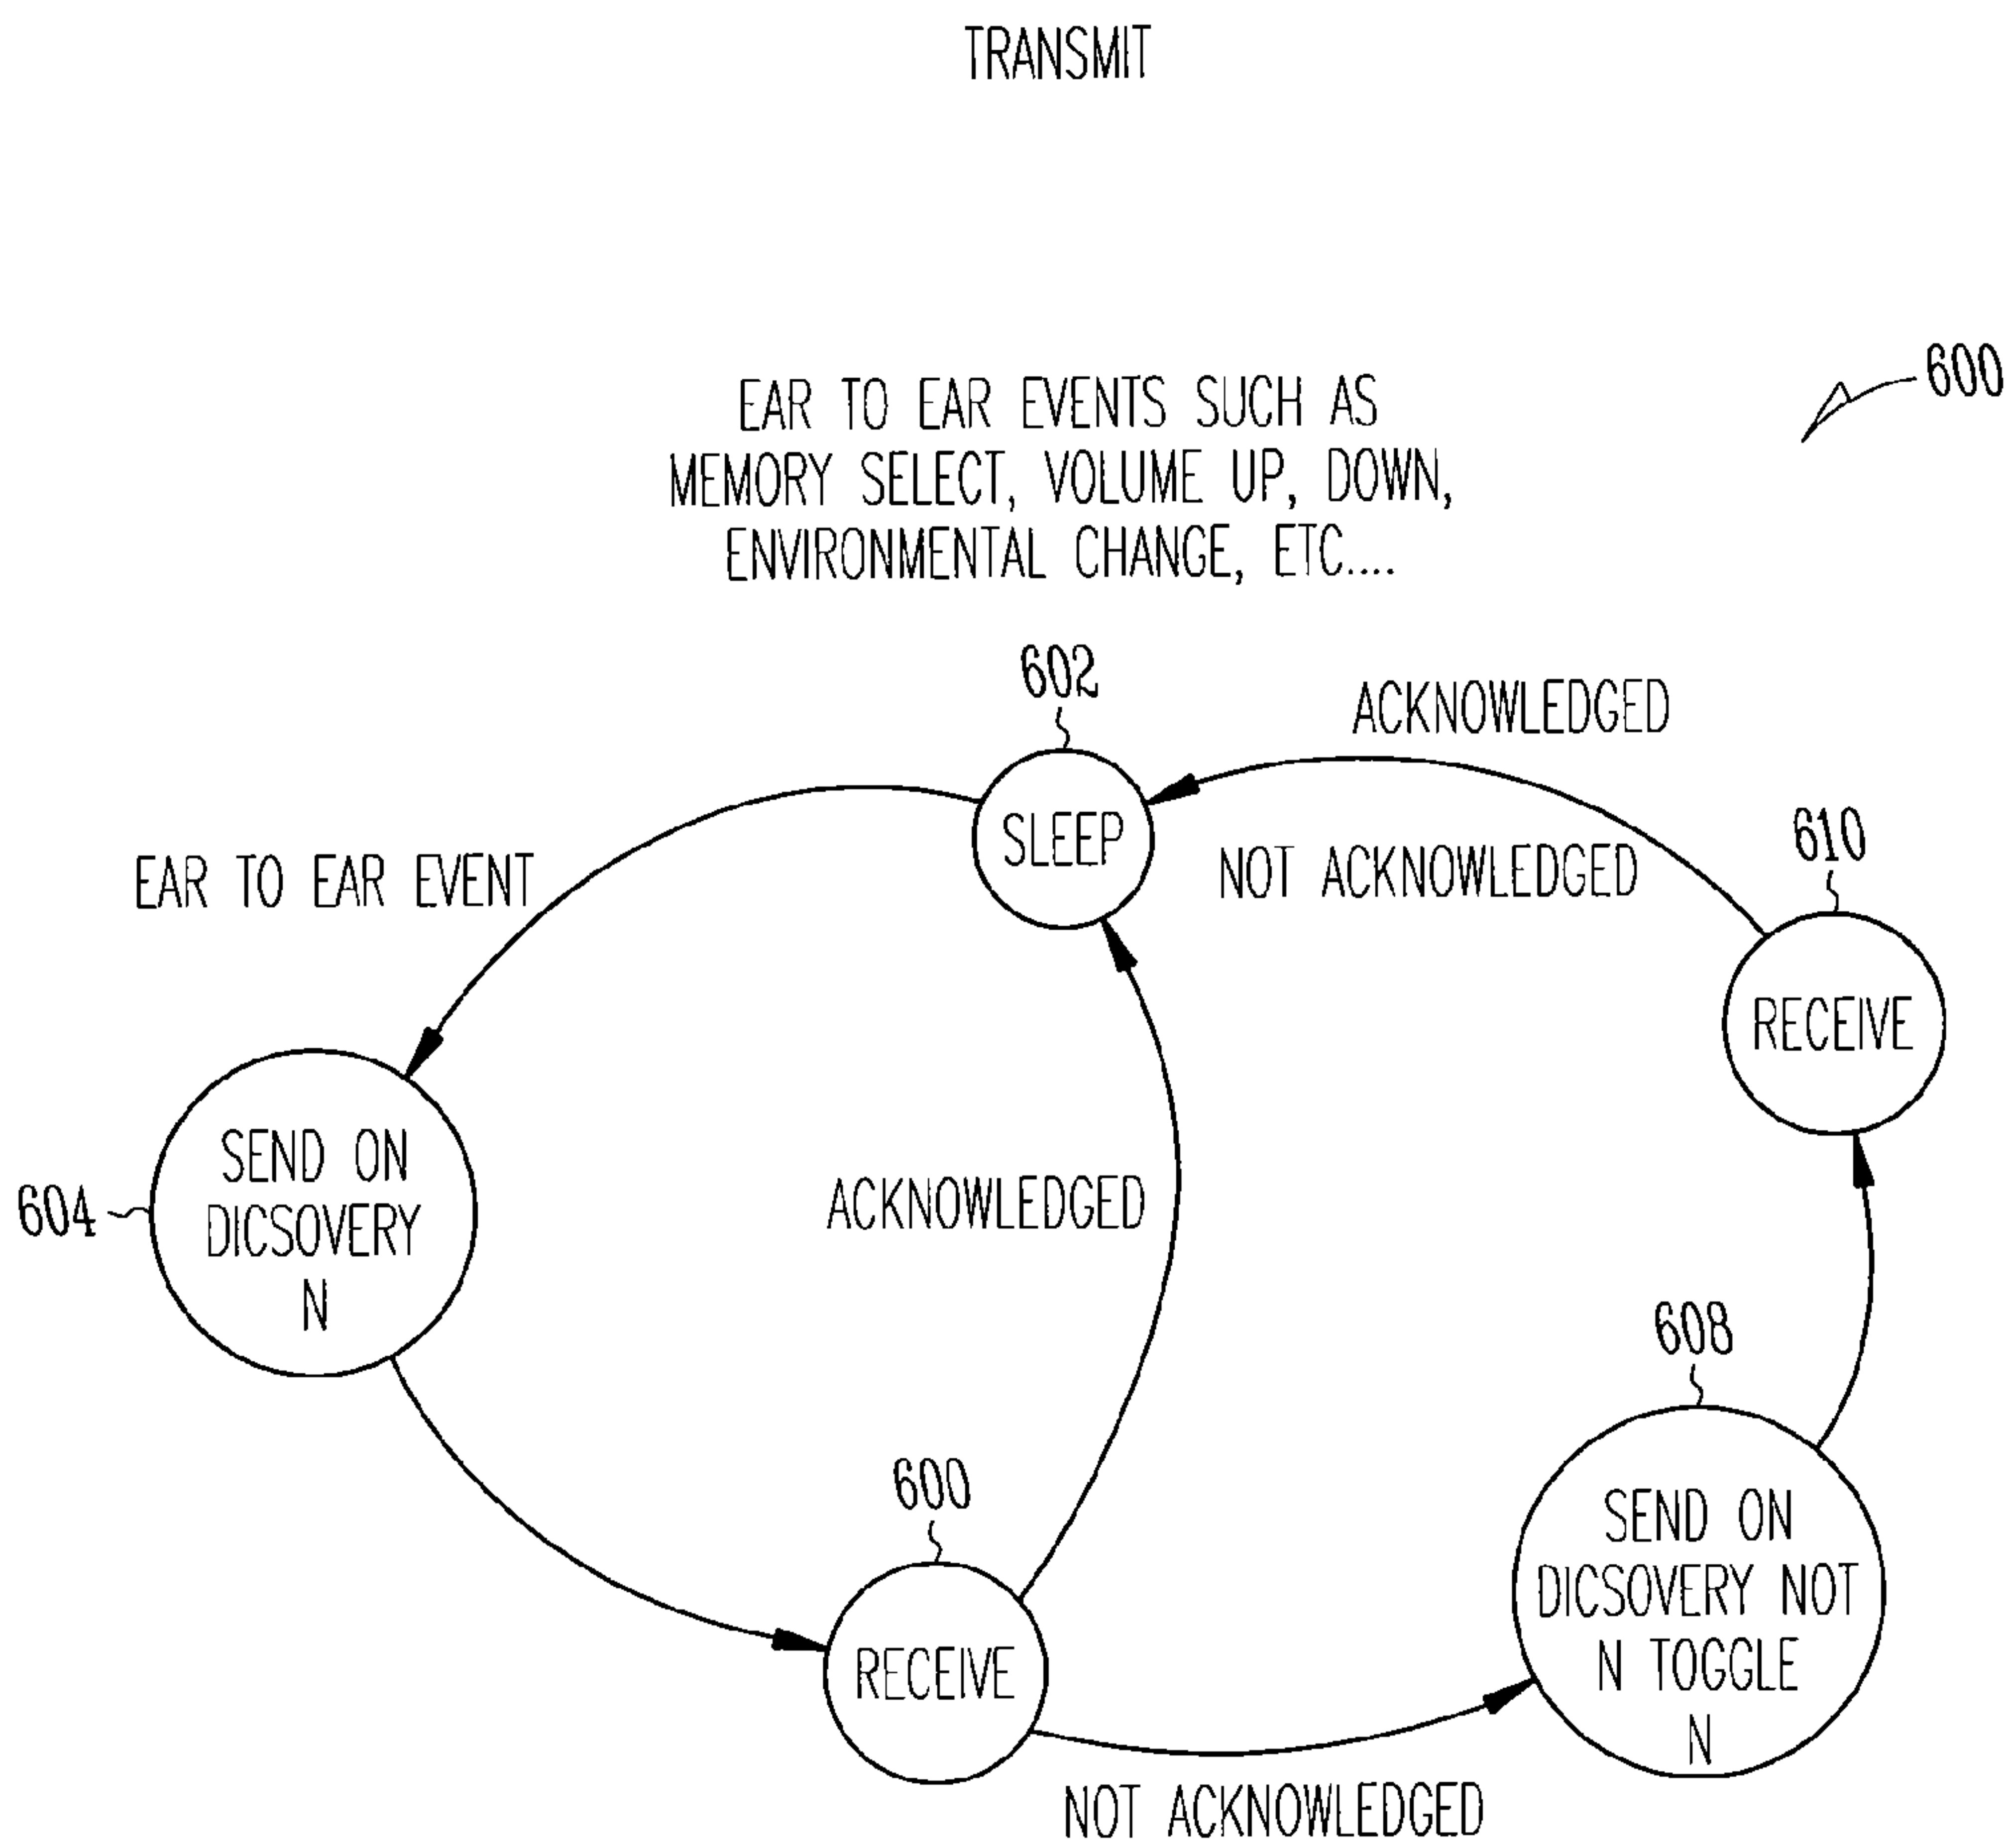 TRANSMIT
600
EAR TO EAR EVENTS SUCH AS
MEMORY SELECT, VOLUME UP, DOWN,
ENVIRONMENTAL CHANGE, ETC....
602
ACKNOWLEDGED
SLEEP
NOT ACKNOWLEDGED
610
EAR TO EAR EVENT
RECEIVE
604
SEND ON
DICSOVERY
N
ACKNOWLEDGED
608
600
SEND ON
DICSOVERY NOT
N TOGGLE
N
RECEIVE
NOT ACKNOWLEDGED